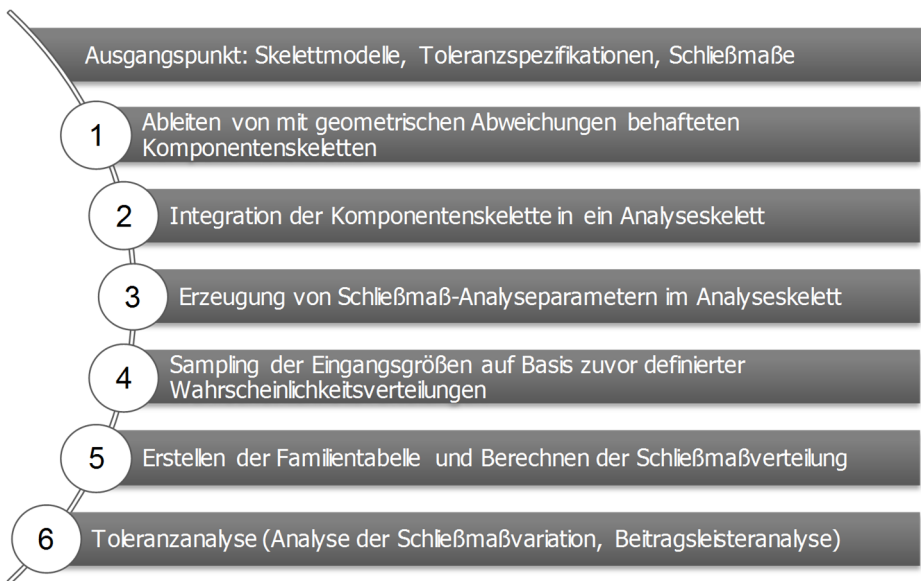 Ausgangspunkt: Skelettmodelle, Toleranzspezifikationen, Schließmaße
1
Ableiten von mit geometrischen Abweichungen behafteten
Komponentenskeletten
2
Integration der Komponentenskelette in ein Analyseskelett
3
Erzeugung von Schließmaß-Analyseparametern im Analyseskelett
4
Sampling der Eingangsgrößen auf Basis zuvor definierter
Wahrscheinlichkeitsverteilungen
5
Erstellen der Familientabelle und Berechnen der Schließmaßverteilung
6
Toleranzanalyse (Analyse der Schließmaßvariation, Beitragsleisteranalyse)